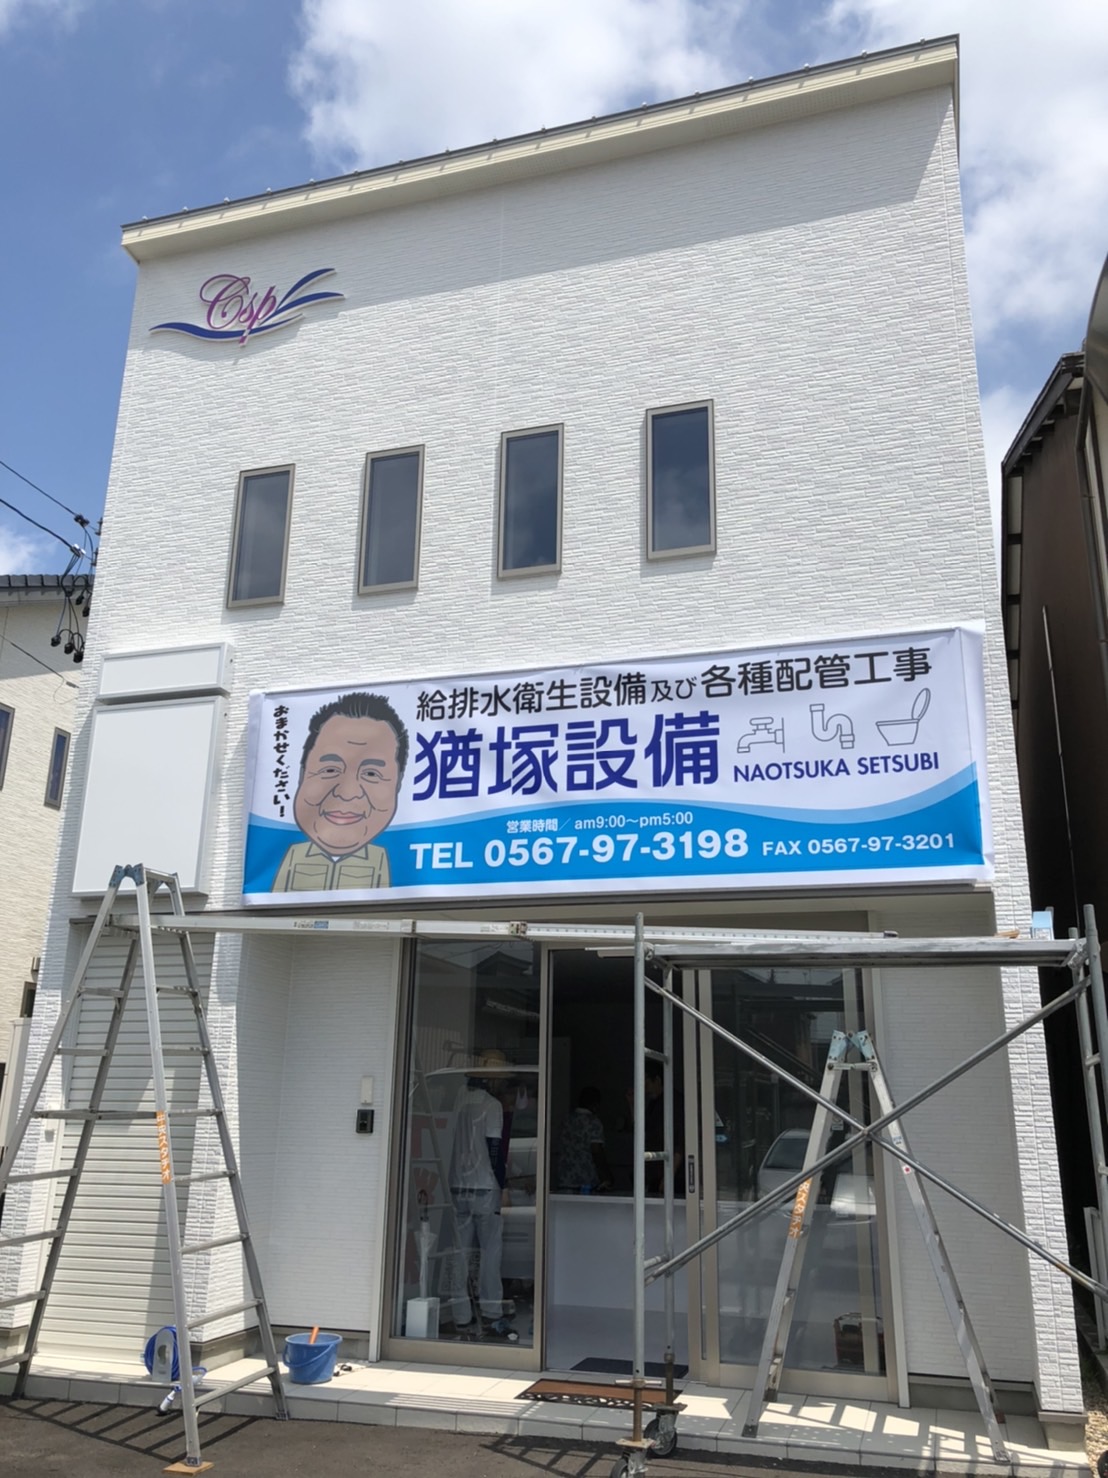 Csp
給排水衛生設備及び各種配管工事
おまかせください!
猶塚設備
NAOTSUKA SETSUBI
営業時間/am9:00～pm5:00
TEL 0567-97-3198 FAX 0567-97-3201